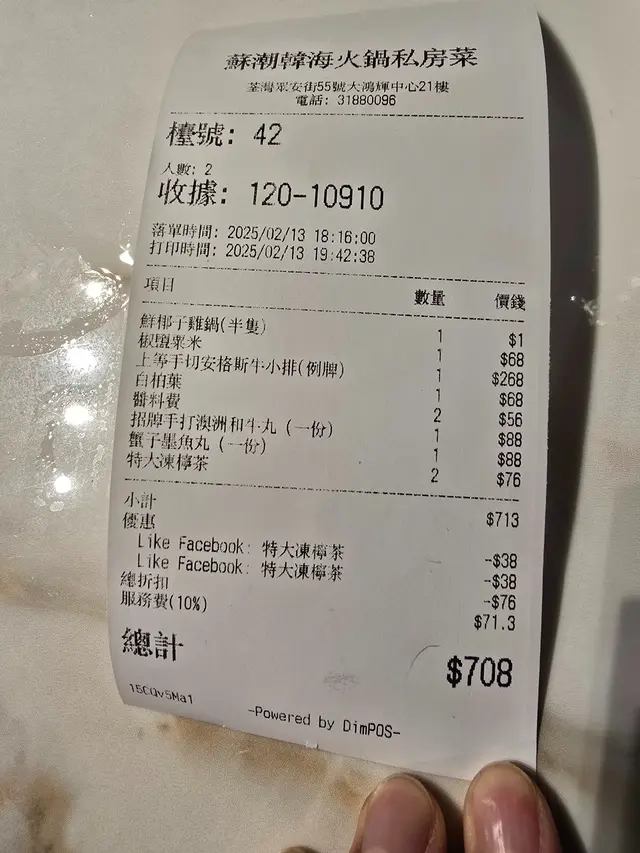 蘇潮韓海火鍋私房菜
荃灣眾安街55號大鴻輝中心21樓
電話: 31880096
檯號: 42
人數: 2
收據: 120-10910
落單時間: 2025/02/13 18:16:00
打印時間: 2025/02/13 19:42:38
項目 數量 價錢
鮮椰子雞鍋(半隻) 1 $1
椒鹽粟米 1 $68
上等手切安格斯牛小排(例牌) 1 $268
白柏葉 1 $68
醬料費 2 $56
招牌手打澳洲和牛丸 (一份) 1 $88
蟹子墨魚丸 (一份) 1 $88
特大凍檸茶 2 $76
小計 $713
優惠
Like Facebook: 特大凍檸茶 -$38
Like Facebook: 特大凍檸茶 -$38
總折扣 -$76
服務費(10%) $71.3
總計 $708
15CQv5Ma1
-Powered by DimPOS-